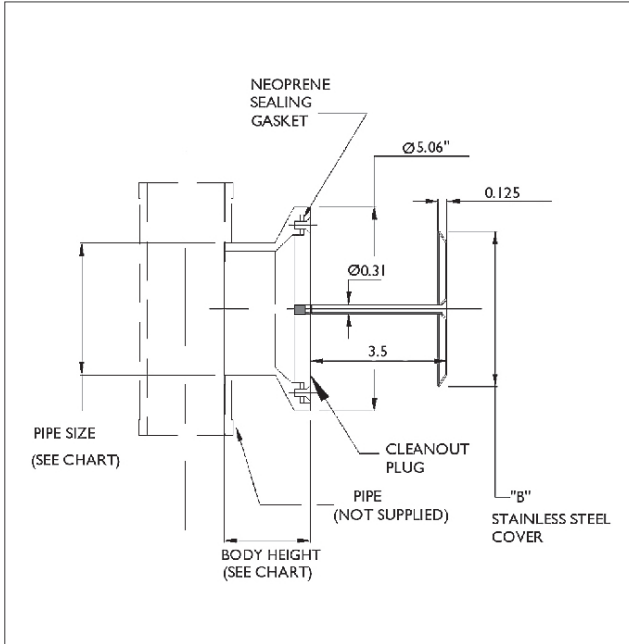 NEOPRENE
SEALING
GASKET
Ø5.06"
0.125
Ø0.31
3.5
PIPE SIZE
(SEE CHART)
CLEANOUT
PLUG
PIPE
(NOT SUPPLIED)
"B"
STAINLESS STEEL
COVER
BODY HEIGHT
(SEE CHART)